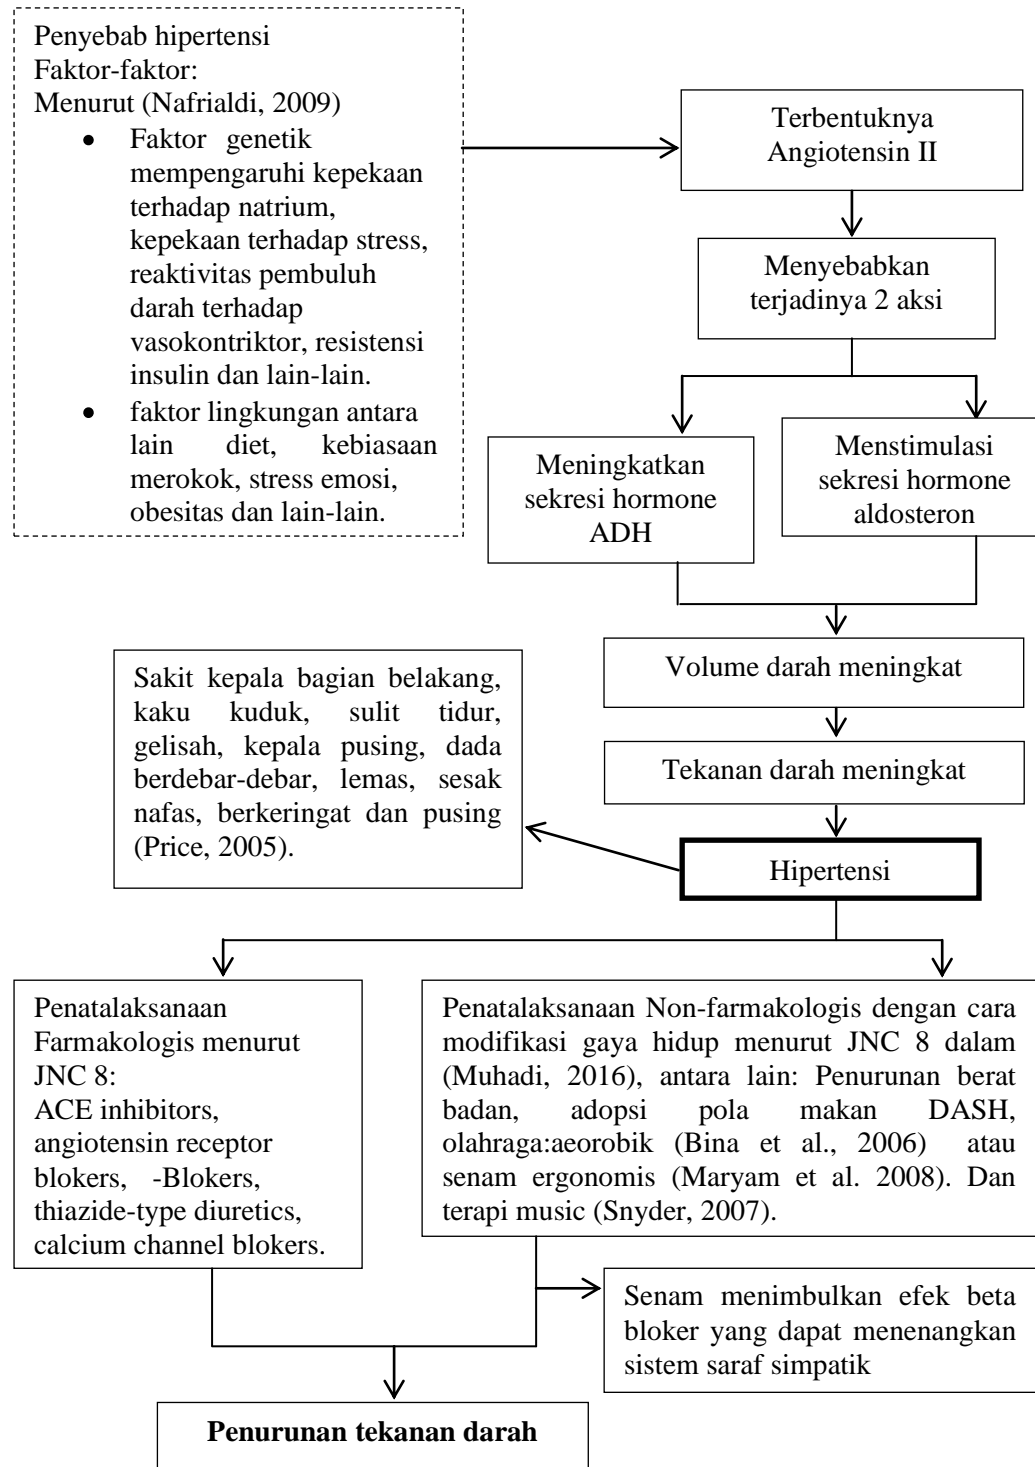 Penyebab hipertensi
Faktor-faktor:
Menurut (Nafrialdi, 2009)
• Faktor genetik
mempengaruhi kepekaan
terhadap natrium,
kepekaan terhadap stress,
reaktivitas pembuluh
darah terhadap
vasokontriktor, resistensi
insulin dan lain-lain.
• faktor lingkungan antara
lain diet, kebiasaan
merokok, stress emosi,
obesitas dan lain-lain.
Terbentuknya
Angiotensin II
Menyebabkan
terjadinya 2 aksi
Meningkatkan
sekresi hormone
ADH
Menstimulasi
sekresi hormone
aldosteron
Volume darah meningkat
Tekanan darah meningkat
Hipertensi
Sakit kepala bagian belakang,
kaku kuduk, sulit tidur,
gelisah, kepala pusing, dada
berdebar-debar, lemas, sesak
nafas, berkeringat dan pusing
(Price, 2005).
Penatalaksanaan
Farmakologis menurut
JNC 8:
ACE inhibitors,
angiotensin receptor
blokers, -Blokers,
thiazide-type diuretics,
calcium channel blokers.
Penatalaksanaan Non-farmakologis dengan cara
modifikasi gaya hidup menurut JNC 8 dalam
(Muhadi, 2016), antara lain: Penurunan berat
badan, adopsi pola makan DASH,
olahraga:aeorobik (Bina et al., 2006) atau
senam ergonomis (Maryam et al. 2008). Dan
terapi music (Snyder, 2007).
Senam menimbulkan efek beta
bloker yang dapat menenangkan
sistem saraf simpatik
Penurunan tekanan darah